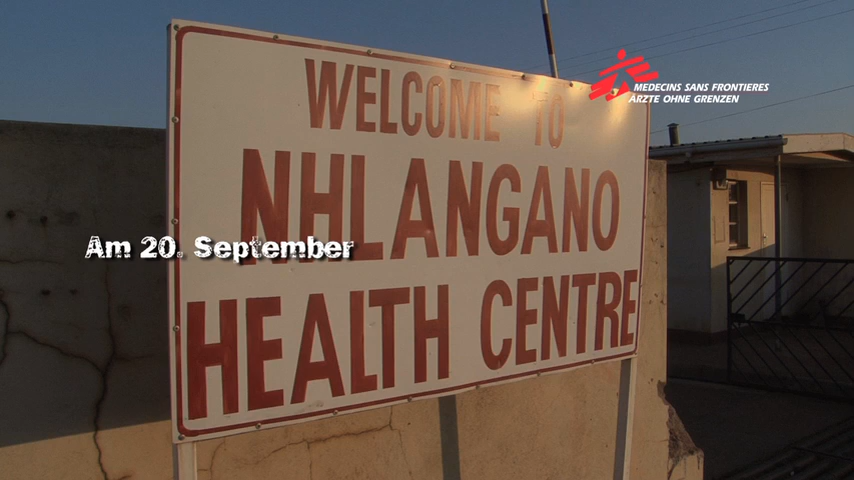 WELCOME TO
NHLANGANO
HEALTH CENTRE
MEDECINS SANS FRONTIERES
ÄRZTE OHNE GRENZEN
Am 20. September